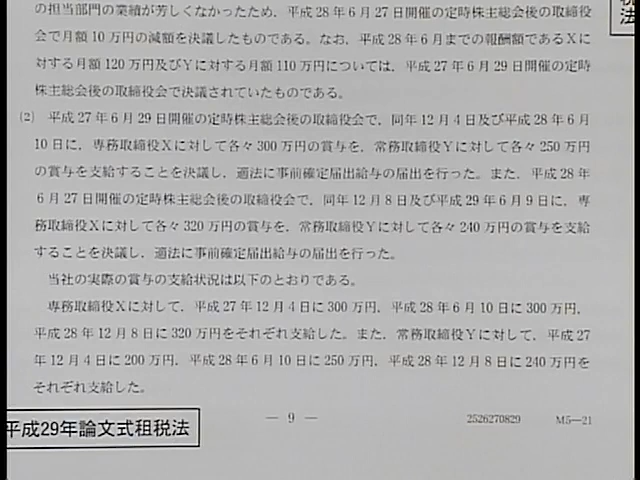 の担当部門の業績が芳しくなかったため，平成28年6月27日開催の定時株主総会後の取締役
会で月額10万円の減額を決議したものである。なお，平成28年6月までの報酬額であるXに
対する月額120万円及びYに対する月額110万円については，平成27年6月29日開催の定時
株主総会後の取締役会で決議されていたものである。
(2) 平成27年6月29日開催の定時株主総会後の取締役会で，同年12月4日及び平成28年6月
10日に，専務取締役Xに対して各々300万円の賞与を，常務取締役Yに対して各々250万円
の賞与を支給することを決議し，適法に事前確定届出給与の届出を行った。また，平成28年
6月27日開催の定時株主総会後の取締役会で，同年12月8日及び平成29年6月9日に，専
務取締役Xに対して各々320万円の賞与を，常務取締役Yに対して各々240万円の賞与を支給
することを決議し，適法に事前確定届出給与の届出を行った。
当社の実際の賞与の支給状況は以下のとおりである。
専務取締役Xに対して，平成27年12月4日に300万円，平成28年6月10日に300万円，
平成28年12月8日に320万円をそれぞれ支給した。また，常務取締役Yに対して，平成27
年12月4日に200万円，平成28年6月10日に250万円，平成28年12月8日に240万円を
それぞれ支給した。
— 9 —
2526270829 M5—21
平成29年論文式租税法
法